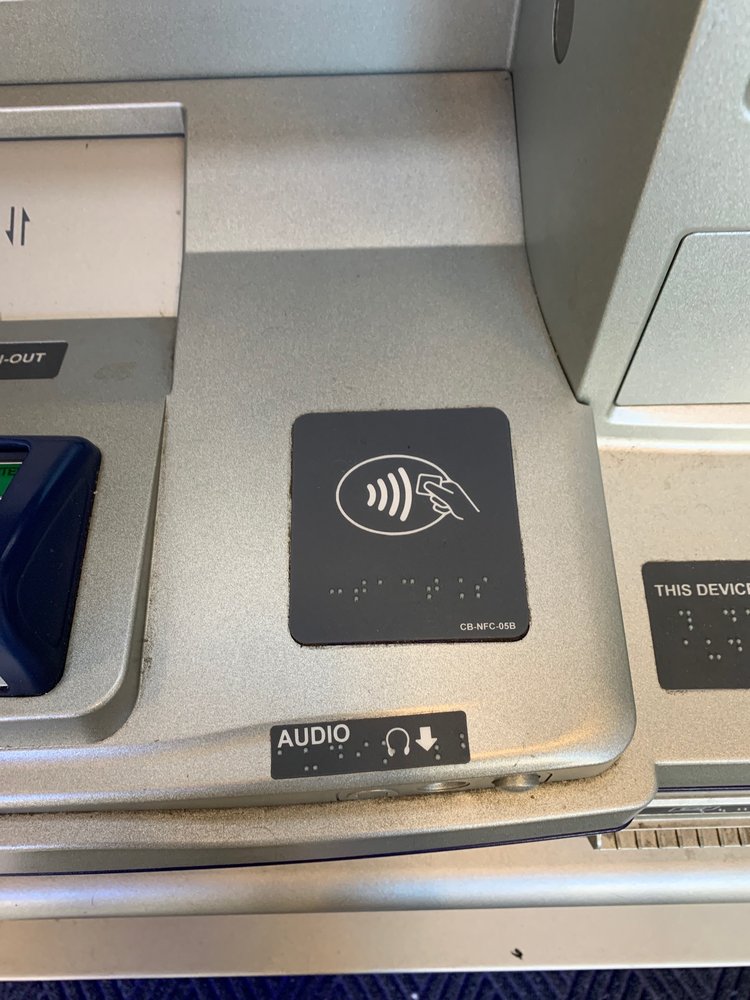 -OUT
CB-NFC-05B
THIS DEVICE
AUDIO